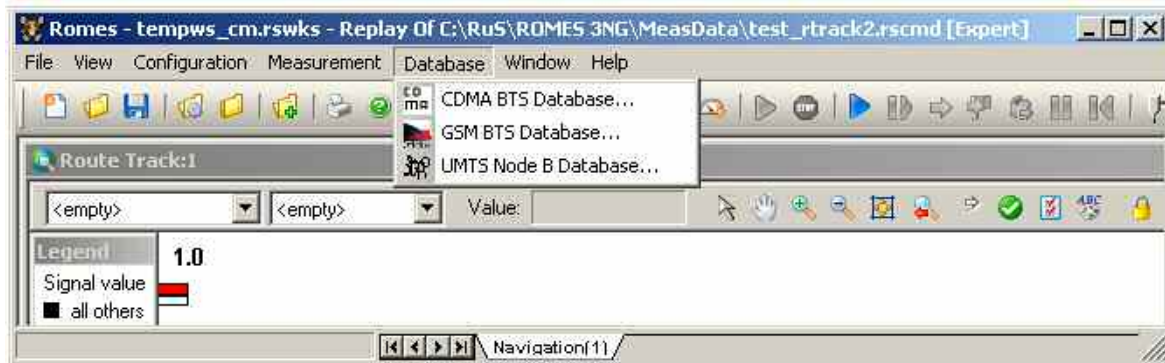 Romes - tempws_cm.rswks - Replay Of C:\RuS\ROMES 3NG\MeasData\test_rtrack2.rscmd [Expert]
File View Configuration Measurement Database Window Help
CDMA BTS Database...
GSM BTS Database...
UMTS Node B Database...
Route Track:1
<empty> <empty> Value:
Legend
1.0
Signal value
all others
Navigation(1)